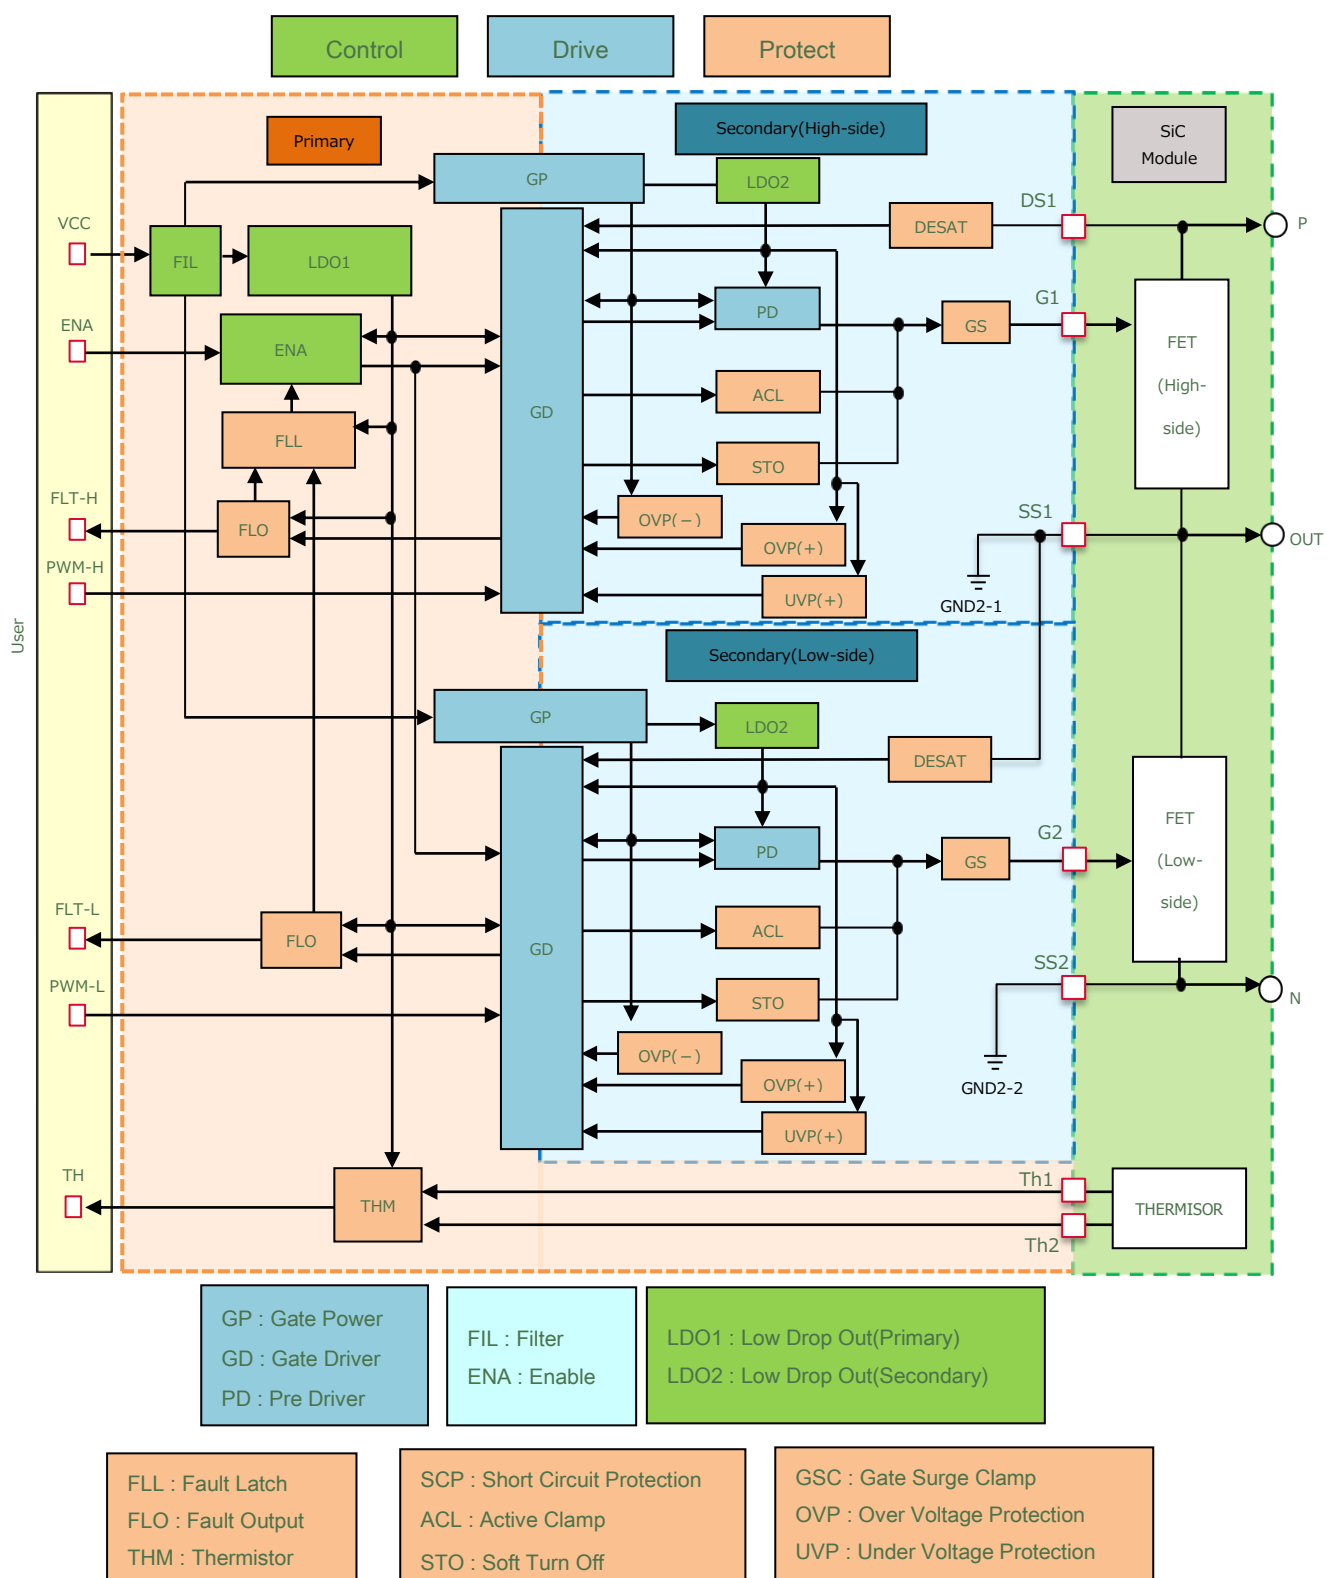 Control
Drive
Protect
Primary
Secondary(High-side)
SiC
Module
GP
LDO2
VCC
FIL
LDO1
DESAT
DS1
P
ENA
ENA
GD
PD
GS
G1
FET
(High-
side)
FLL
ACL
STO
FLT-H
FLO
OVP(−)
OVP(+)
UVP(+)
SS1
OUT
GND2-1
PWM-H
User
Secondary(Low-side)
GP
LDO2
DESAT
GD
PD
GS
G2
FET
(Low-
side)
FLT-L
FLO
ACL
STO
PWM-L
SS2
N
OVP(−)
OVP(+)
UVP(+)
GND2-2
TH
THM
Th1
Th2
THERMISOR
GP : Gate Power
GD : Gate Driver
PD : Pre Driver
FIL : Filter
ENA : Enable
LDO1 : Low Drop Out(Primary)
LDO2 : Low Drop Out(Secondary)
FLL : Fault Latch
FLO : Fault Output
THM : Thermistor
SCP : Short Circuit Protection
ACL : Active Clamp
STO : Soft Turn Off
GSC : Gate Surge Clamp
OVP : Over Voltage Protection
UVP : Under Voltage Protection